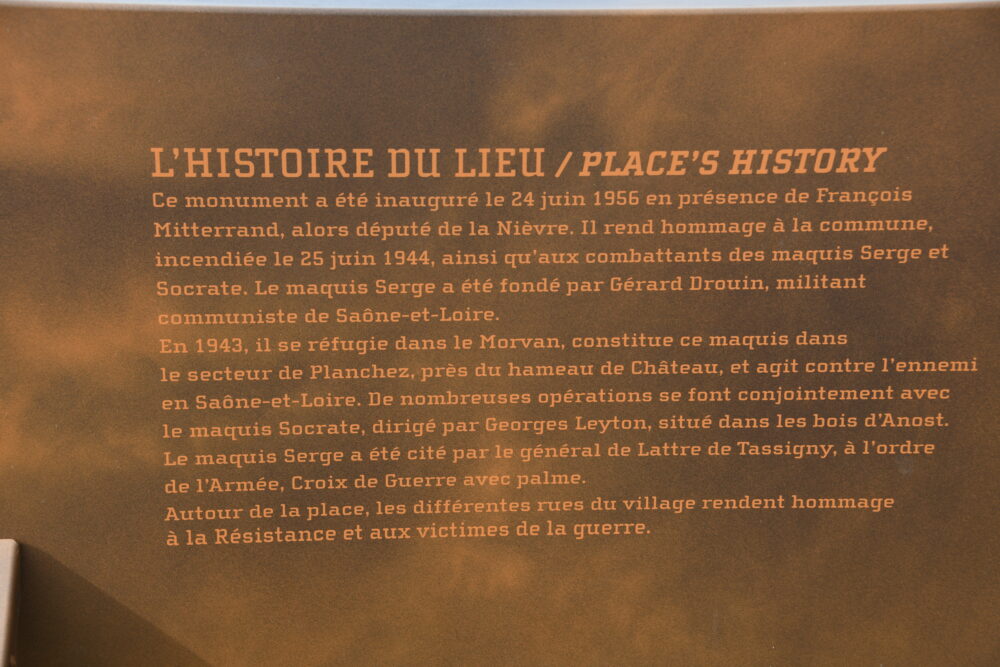 L'HISTOIRE DU LIEU / PLACE'S HISTORY
Ce monument a été inauguré le 24 juin 1956 en présence de François
Mitterrand, alors député de la Nièvre. Il rend hommage à la commune,
incendiée le 25 juin 1944, ainsi qu'aux combattants des maquis Serge et
Socrate. Le maquis Serge a été fondé par Gérard Drouin, militant
communiste de Saône-et-Loire.
En 1943, il se réfugie dans le Morvan, constitue ce maquis dans
le secteur de Planchez, près du hameau de Château, et agit contre l'ennemi
en Saône-et-Loire. De nombreuses opérations se font conjointement avec
le maquis Socrate, dirigé par Georges Leyton, situé dans les bois d'Anost.
Le maquis Serge a été cité par le général de Lattre de Tassigny, à l'ordre
de l'Armée, Croix de Guerre avec palme.
Autour de la place, les différentes rues du village rendent hommage
à la Résistance et aux victimes de la guerre.